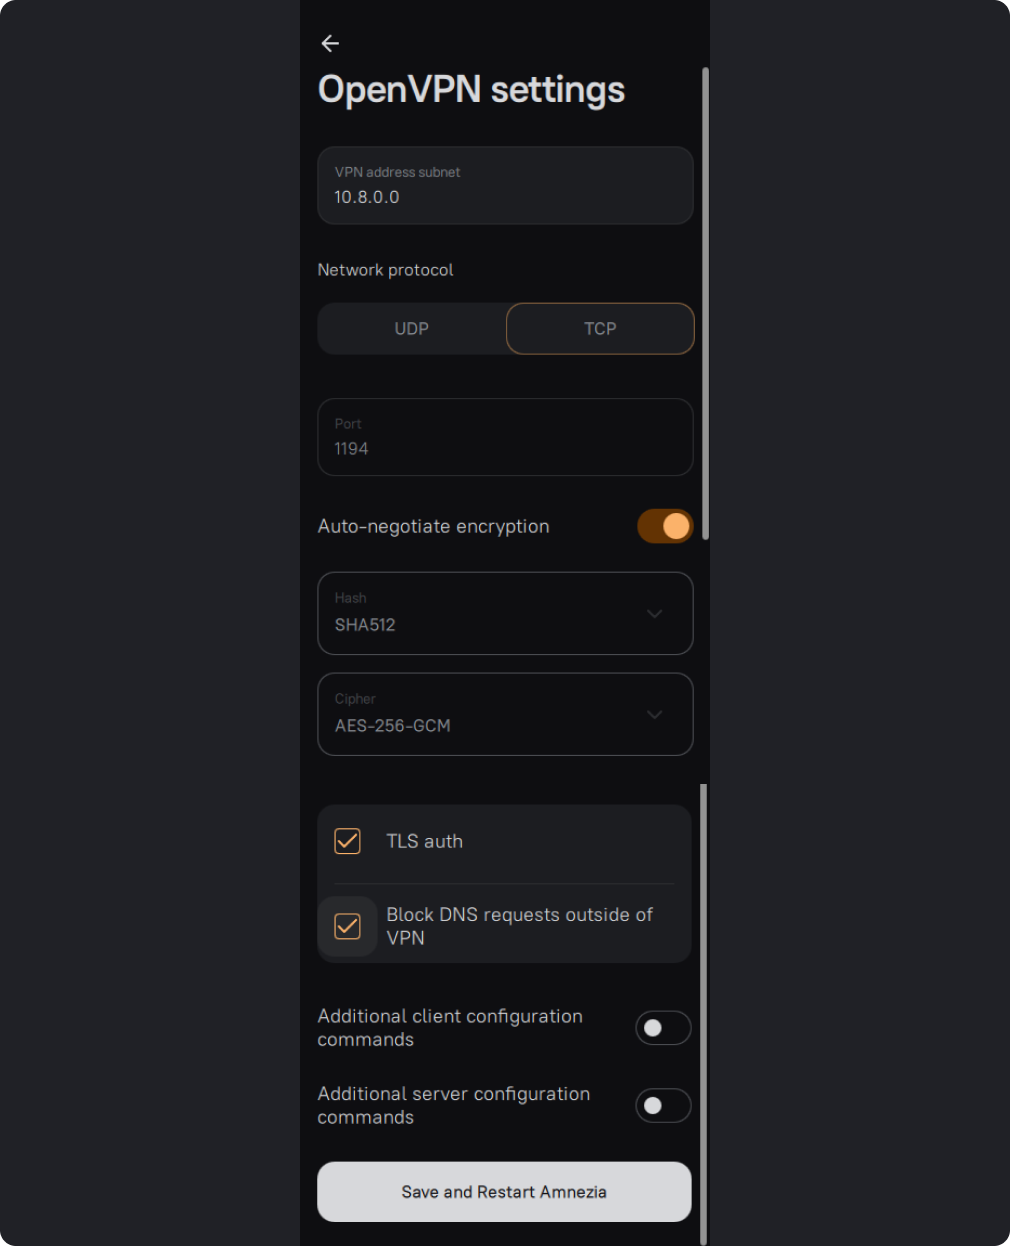 OpenVPN settings
VPN address subnet
10.8.0.0
Network protocol
UDP
TCP
Port
1194
Auto-negotiate encryption
Hash
SHA512
Cipher
AES-256-GCM
TLS auth
Block DNS requests outside of
VPN
Additional client configuration
commands
Additional server configuration
commands
Save and Restart Amnezia